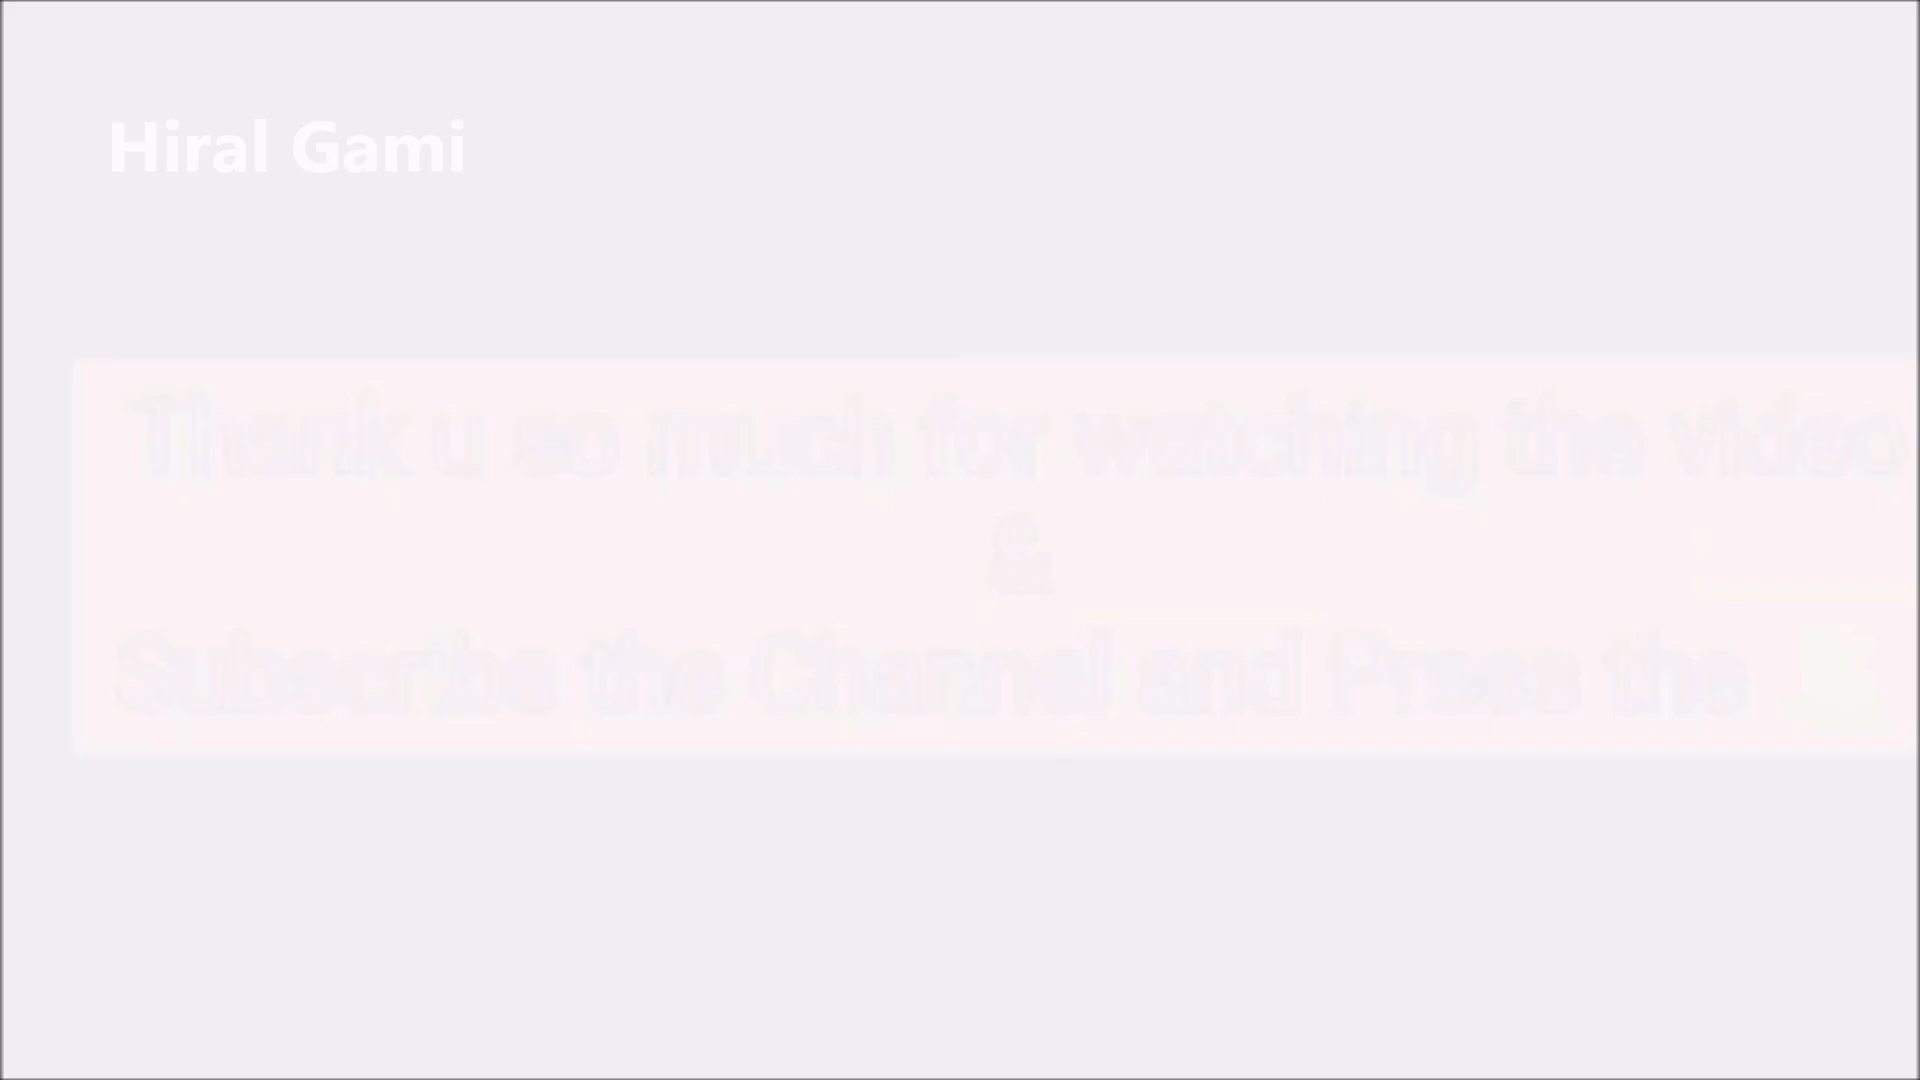 Hiral Gami
Thank u so much for watching the video
&
Subscribe the Channel and Press the